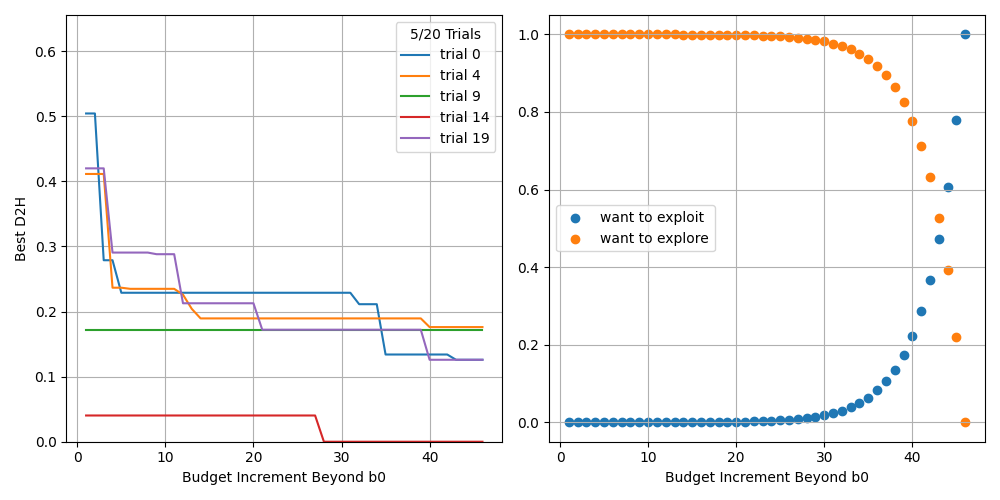 5/20 Trials
trial 0
trial 4
trial 9
trial 14
trial 19
Best D2H
0.6
0.5
0.4
0.3
0.2
0.1
0.0
0 10 20 30 40
Budget Increment Beyond b0
1.0
0.8
0.6
0.4
0.2
0.0
want to exploit
want to explore
0 10 20 30 40
Budget Increment Beyond b0